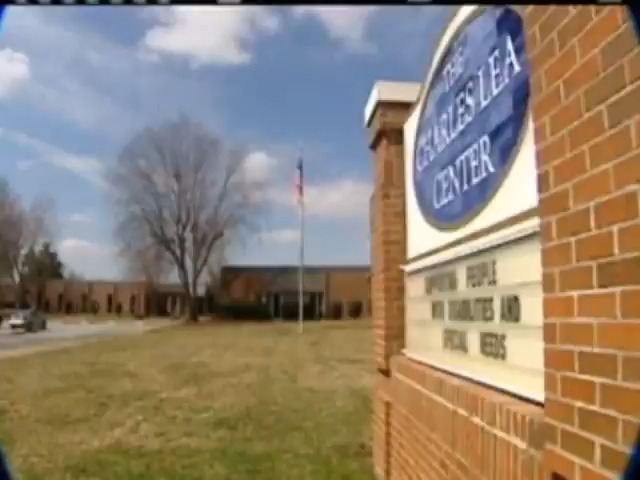 THE
CHARLES LEA
CENTER
SUPPORTING PEOPLE
WITH DISABILITIES AND
SPECIAL NEEDS